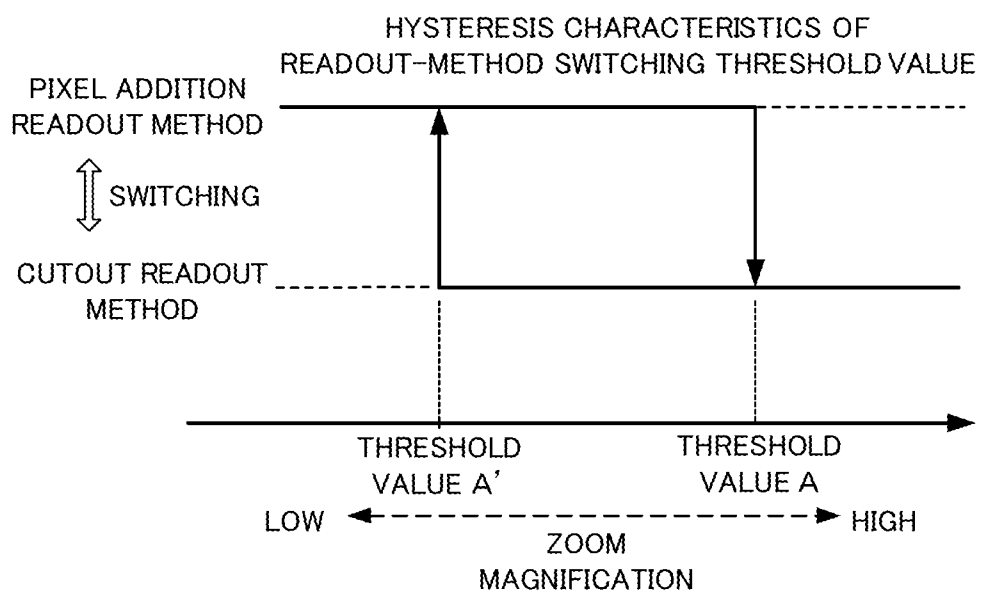 HYSTERESIS CHARACTERISTICS OF
READOUT-METHOD SWITCHING THRESHOLD VALUE
PIXEL ADDITION
READOUT METHOD
SWITCHING
CUTOUT READOUT
METHOD
THRESHOLD
VALUE A'
THRESHOLD
VALUE A
LOW
HIGH
ZOOM
MAGNIFICATION